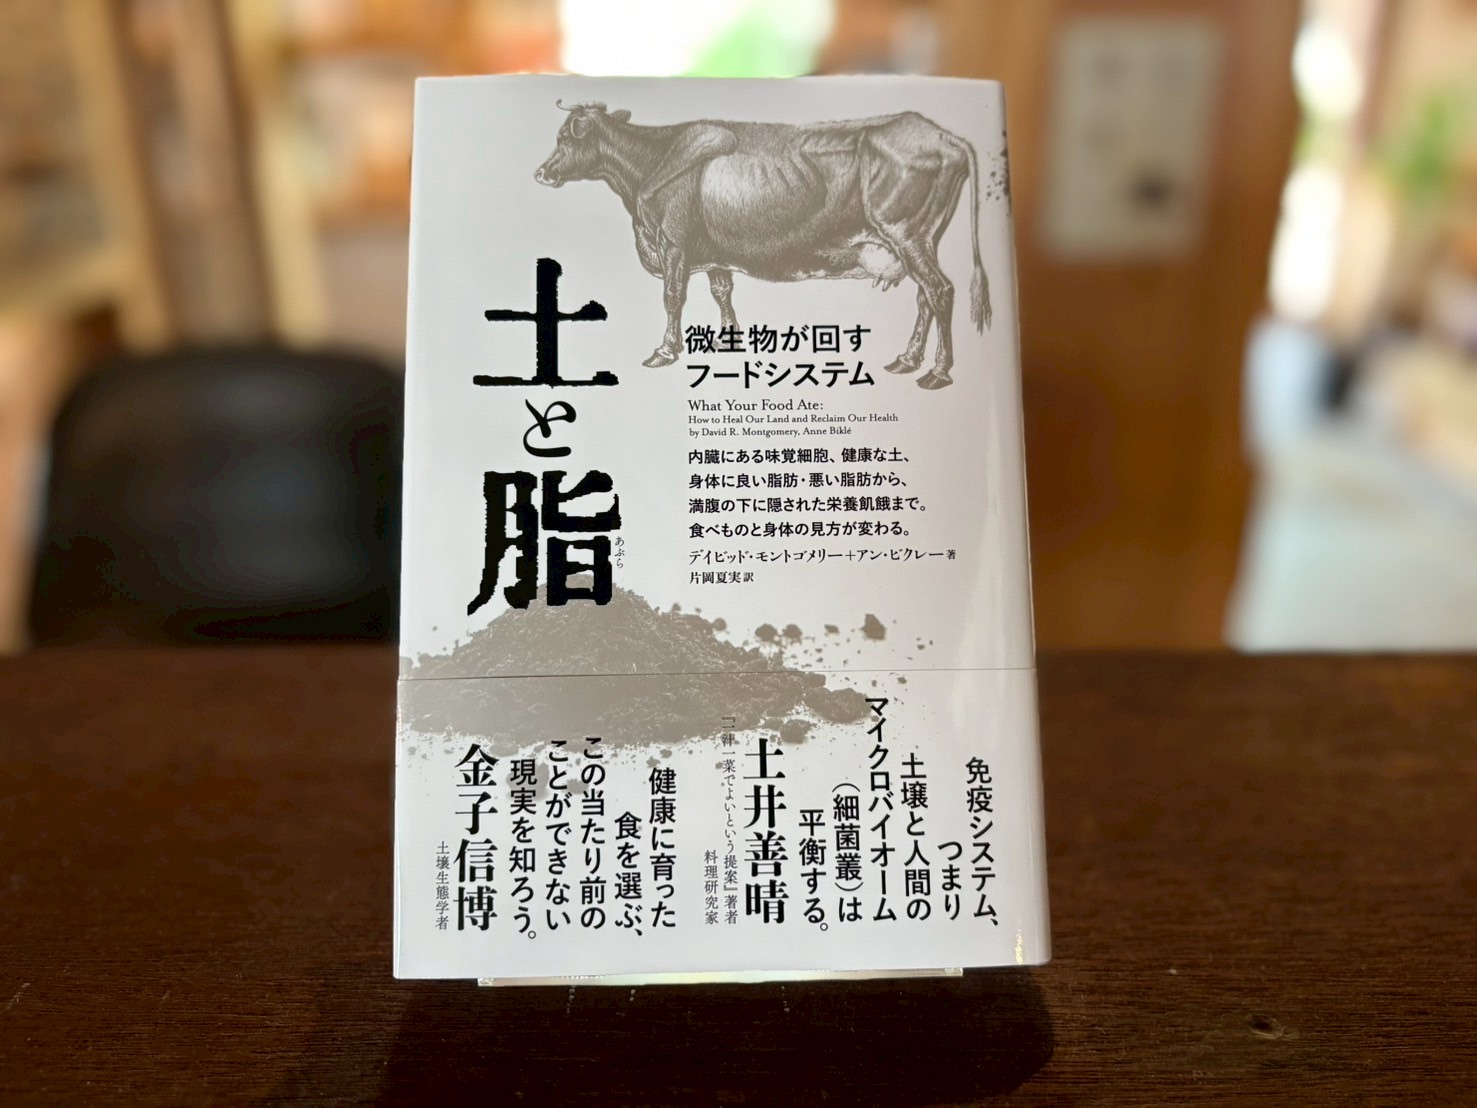 土と脂
あぶら
微生物が回す
フードシステム
What Your Food Ate:
How to Heal Our Land and Reclaim Our Health
by David R. Montgomery, Anne Biklé
内臓にある味覚細胞、健康な土、
身体に良い脂肪・悪い脂肪から、
満腹の下に隠された栄養飢餓まで。
食べものと身体の見方が変わる。
デイビッド・モントゴメリー+アン・ビクレー 著
片岡夏実 訳
免疫システム、
つまり
土壌と人間の
マイクロバイオーム
(細菌叢)は
平衡する。
土井善晴
『一汁一菜でよいという提案』著者
料理研究家
健康に育った
食を選ぶ、
この当たり前の
ことができない
現実を知ろう。
金子信博
土壌生態学者